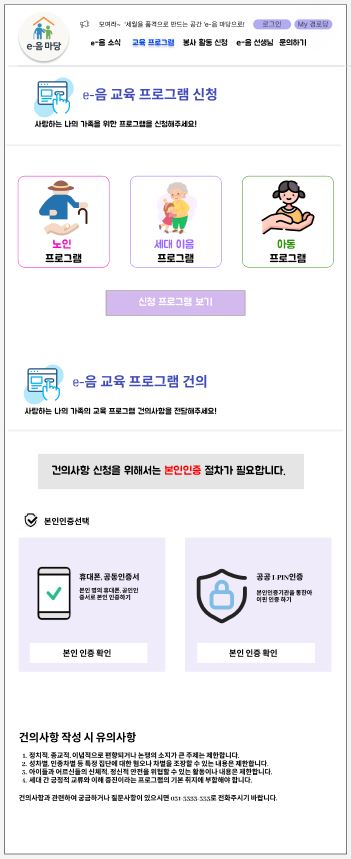 e-음 마당
모여라~ '세월을 품격으로 만드는 공간 'e-음 마당으로!
로그인
My 경로당
e-음 소식 교육 프로그램 봉사 활동 신청 e-음 선생님 문의하기
e-음 교육 프로그램 신청
사랑하는 나의 가족을 위한 프로그램을 신청해주세요!
노인
프로그램
세대 이음
프로그램
아동
프로그램
신청 프로그램 보기
e-음 교육 프로그램 건의
사랑하는 나의 가족의 교육 프로그램 건의사항을 전달해주세요!
건의사항 신청을 위해서는 본인인증 절차가 필요합니다.
본인인증선택
휴대폰, 공동인증서
본인 명의 휴대폰, 공인인
증서로 본인 인증하기
본인 인증 확인
공공 I-PIN인증
본인인증기관을 통한아
이핀 인증 하기
본인 인증 확인
건의사항 작성 시 유의사항
1. 정치적, 종교적, 이념적으로 편향되거나 논쟁의 소지가 큰 주제는 제한합니다.
2. 성차별, 인종차별 등 특정 집단에 대한 혐오나 차별을 조장할 수 있는 내용은 제한합니다.
3. 아이들과 어르신들의 신체적, 정신적 안전을 위협할 수 있는 활동이나 내용은 제한합니다.
4. 세대 간 긍정적 교류와 이해 증진이라는 프로그램의 기본 취지에 부합해야 합니다.
건의사항과 관련하여 궁금하거나 질문사항이 있으시면 051-3333-333로 전화주시기 바랍니다.